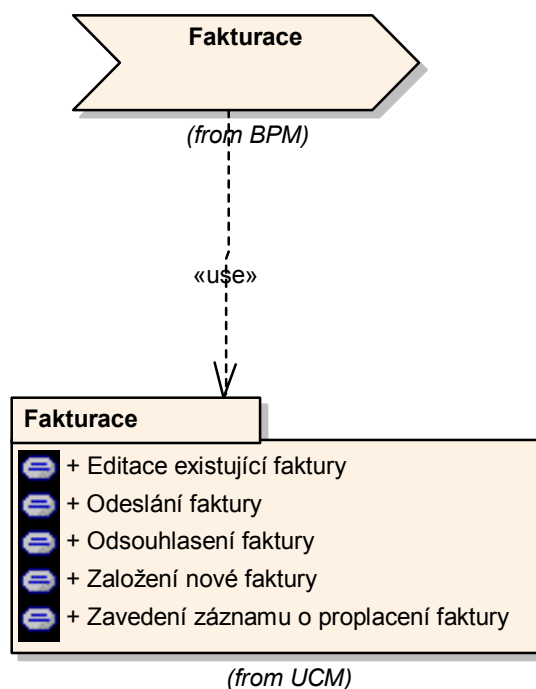 Fakturace
(from BPM)
«use»
Fakturace
+ Editace existující faktury
+ Odeslání faktury
+ Odsouhlasení faktury
+ Založení nové faktury
+ Zavedení záznamu o proplacení faktury
(from UCM)